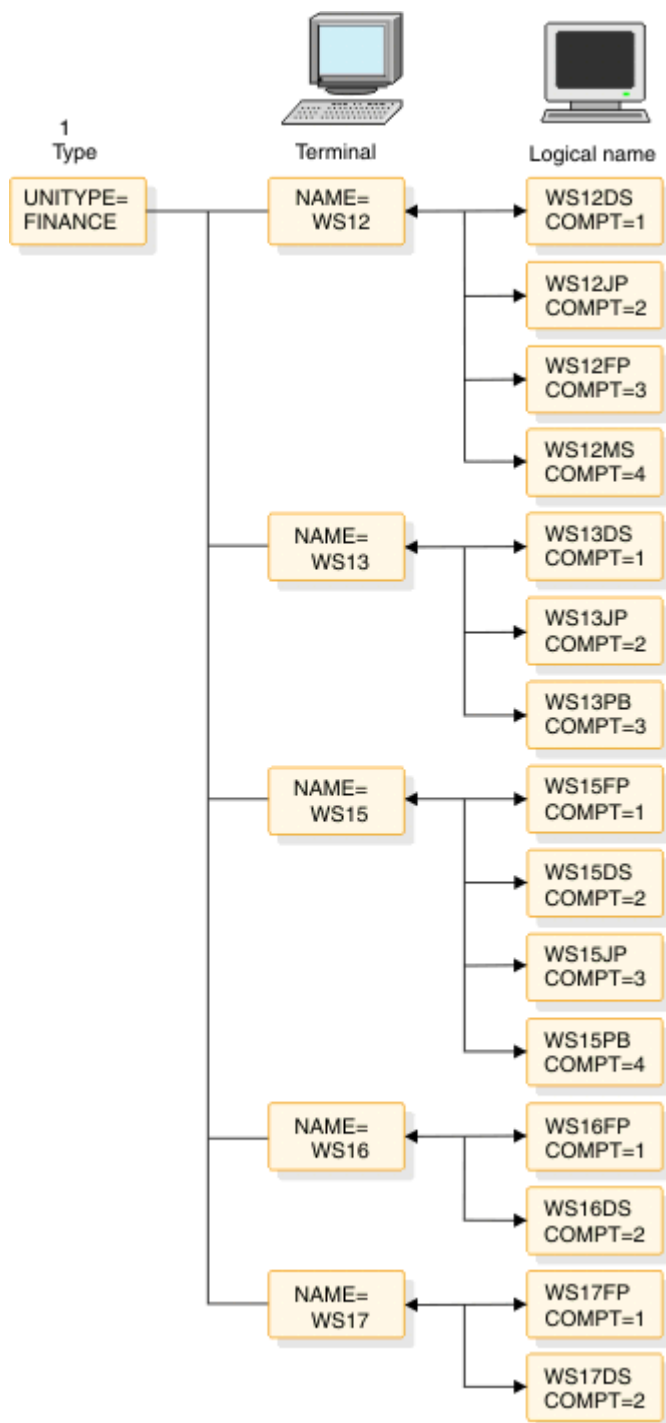 1
Type
Terminal
Logical name
UNITYPE=
FINANCE
NAME=
WS12
WS12DS
COMPT=1
WS12JP
COMPT=2
WS12FP
COMPT=3
WS12MS
COMPT=4
NAME=
WS13
WS13DS
COMPT=1
WS13JP
COMPT=2
WS13PB
COMPT=3
NAME=
WS15
WS15FP
COMPT=1
WS15DS
COMPT=2
WS15JP
COMPT=3
WS15PB
COMPT=4
NAME=
WS16
WS16FP
COMPT=1
WS16DS
COMPT=2
NAME=
WS17
WS17FP
COMPT=1
WS17DS
COMPT=2